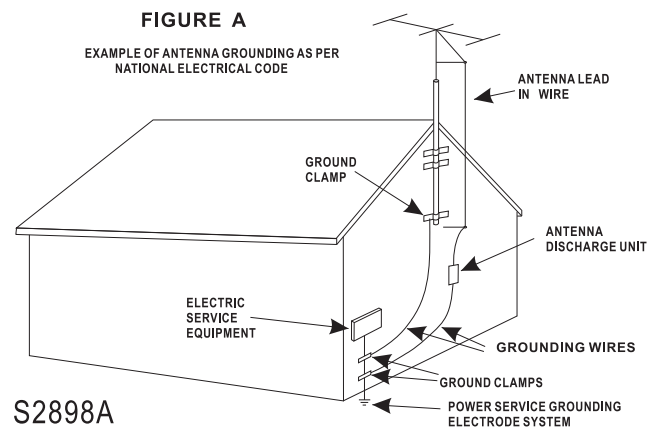 FIGURE A
EXAMPLE OF ANTENNA GROUNDING AS PER
NATIONAL ELECTRICAL CODE
ANTENNA LEAD
IN WIRE
GROUND
CLAMP
ANTENNA
DISCHARGE UNIT
ELECTRIC
SERVICE
EQUIPMENT
GROUNDING WIRES
GROUND CLAMPS
POWER SERVICE GROUNDING
ELECTRODE SYSTEM
S2898A